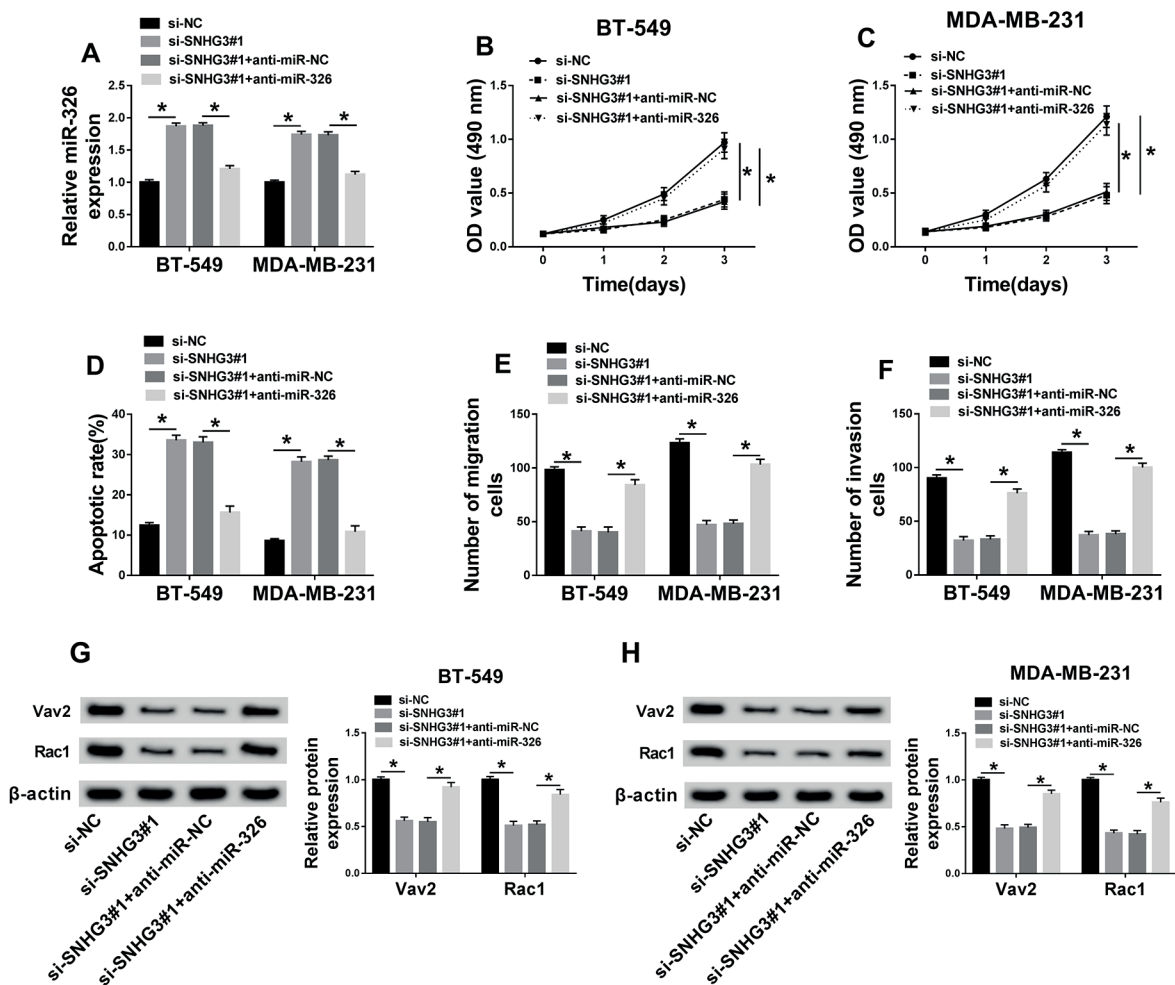 A
si-NC
si-SNHG3#1
si-SNHG3#1+anti-miR-NC
si-SNHG3#1+anti-miR-326
Relative miR-326
expression
2.5
2.0
1.5
1.0
0.5
0.0
* * * *
BT-549 MDA-MB-231
B
BT-549
si-NC
si-SNHG3#1
si-SNHG3#1+anti-miR-NC
si-SNHG3#1+anti-miR-326
OD value (490 nm)
1.5
1.0
0.5
0.0
* *
0 1 2 3
Time(days)
C
MDA-MB-231
si-NC
si-SNHG3#1
si-SNHG3#1+anti-miR-NC
si-SNHG3#1+anti-miR-326
OD value (490 nm)
1.5
1.0
0.5
0.0
* *
0 1 2 3
Time(days)
D
si-NC
si-SNHG3#1
si-SNHG3#1+anti-miR-NC
si-SNHG3#1+anti-miR-326
Apoptotic rate(%)
40
30
20
10
0
* * * *
BT-549 MDA-MB-231
E
si-NC
si-SNHG3#1
si-SNHG3#1+anti-miR-NC
si-SNHG3#1+anti-miR-326
Number of migration
cells
150
100
50
0
* * * *
BT-549 MDA-MB-231
F
si-NC
si-SNHG3#1
si-SNHG3#1+anti-miR-NC
si-SNHG3#1+anti-miR-326
Number of invasion
cells
150
100
50
0
* * * *
BT-549 MDA-MB-231
G
Vav2
Rac1
β-actin
si-NC
si-SNHG3#1
si-SNHG3#1+anti-miR-NC
si-SNHG3#1+anti-miR-326
BT-549
si-NC
si-SNHG3#1
si-SNHG3#1+anti-miR-NC
si-SNHG3#1+anti-miR-326
Relative protein
expression
1.5
1.0
0.5
0.0
* * * *
Vav2 Rac1
H
Vav2
Rac1
β-actin
si-NC
si-SNHG3#1
si-SNHG3#1+anti-miR-NC
si-SNHG3#1+anti-miR-326
MDA-MB-231
si-NC
si-SNHG3#1
si-SNHG3#1+anti-miR-NC
si-SNHG3#1+anti-miR-326
Relative protein
expression
1.5
1.0
0.5
0.0
* * * *
Vav2 Rac1